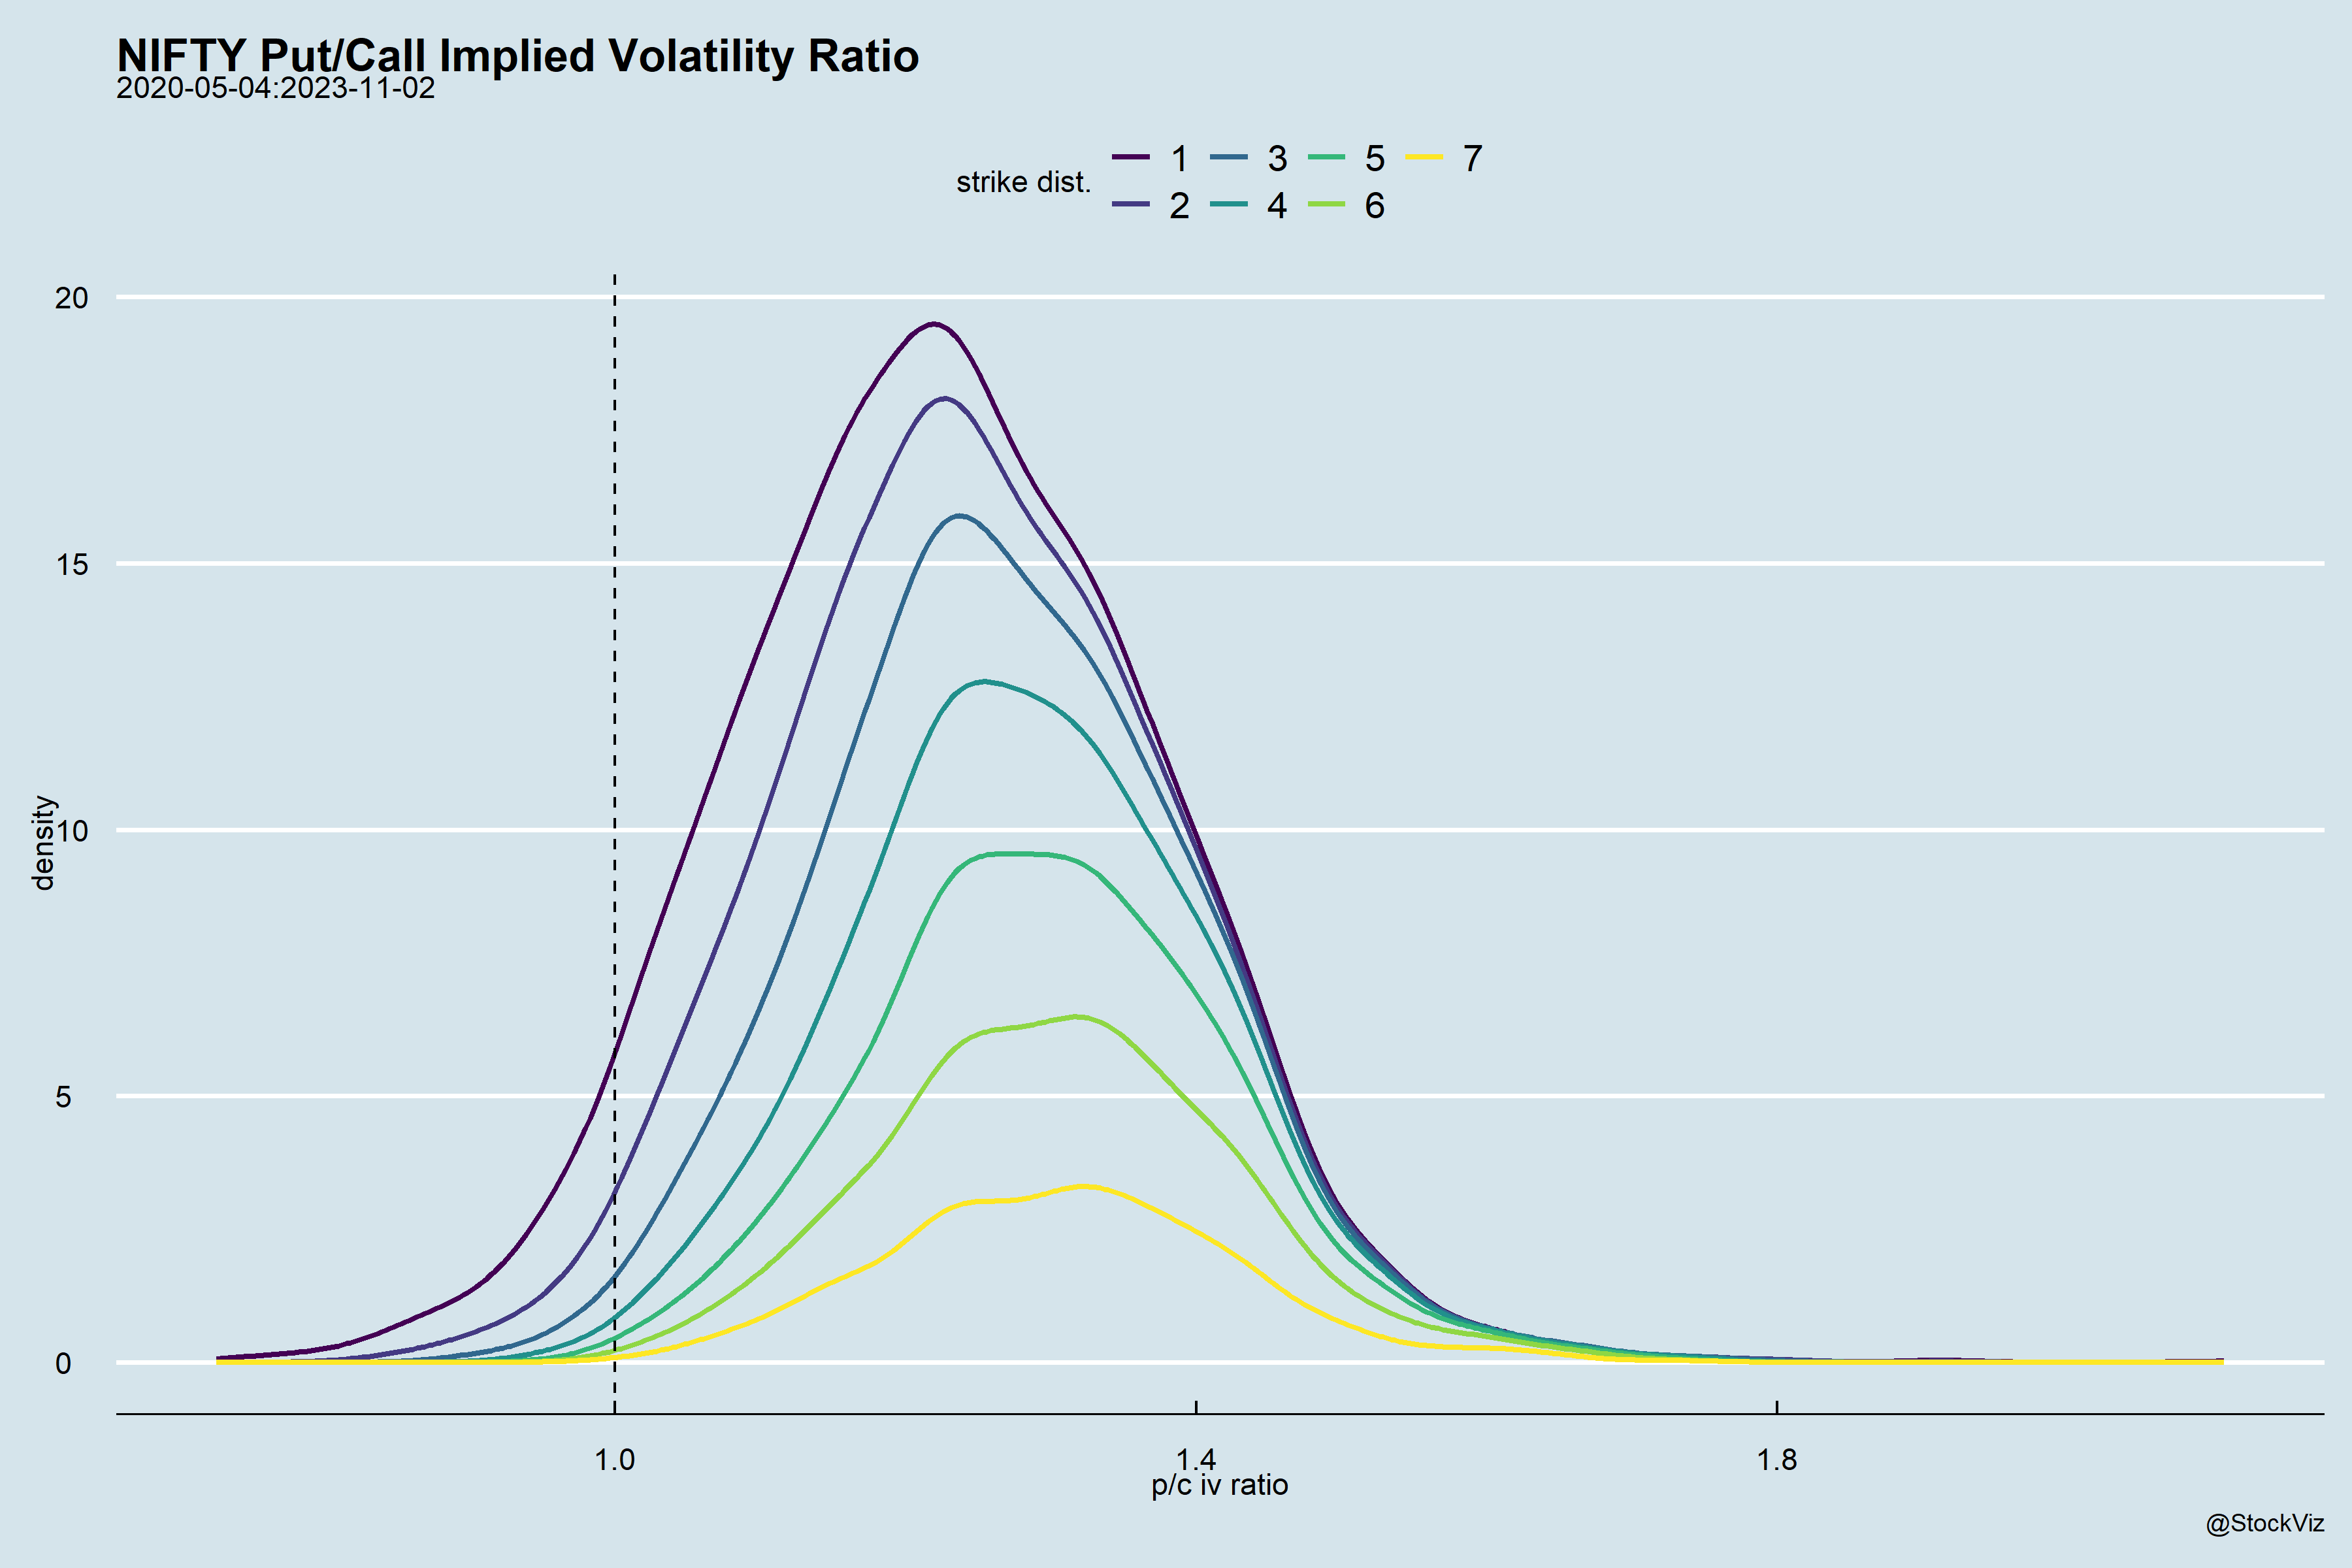 NIFTY Put/Call Implied Volatility Ratio
2020-05-04:2023-11-02
strike dist.
1 3 5 7
2 4 6
20
15
10
5
0
density
1.0 1.4 1.8
p/c iv ratio
@StockViz